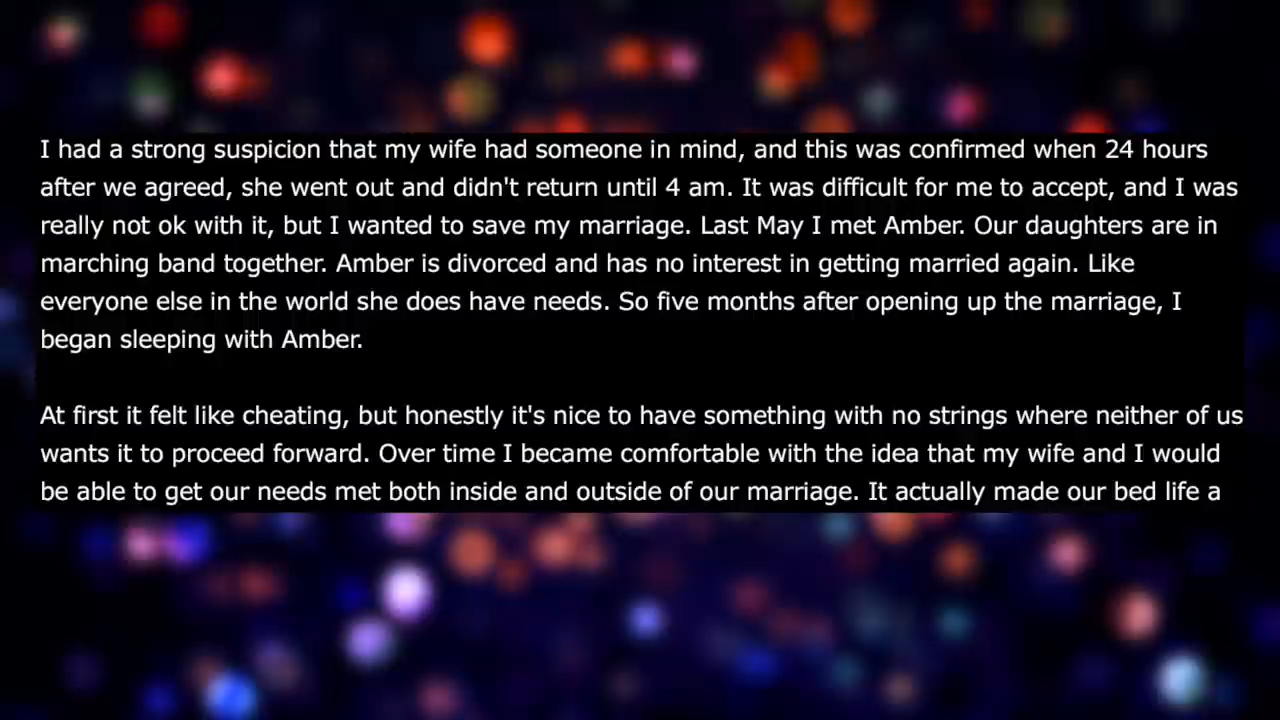 I had a strong suspicion that my wife had someone in mind, and this was confirmed when 24 hours
after we agreed, she went out and didn't return until 4 am. It was difficult for me to accept, and I was
really not ok with it, but I wanted to save my marriage. Last May I met Amber. Our daughters are in
marching band together. Amber is divorced and has no interest in getting married again. Like
everyone else in the world she does have needs. So five months after opening up the marriage, I
began sleeping with Amber.
At first it felt like cheating, but honestly it's nice to have something with no strings where neither of us
wants it to proceed forward. Over time I became comfortable with the idea that my wife and I would
be able to get our needs met both inside and outside of our marriage. It actually made our bed life a